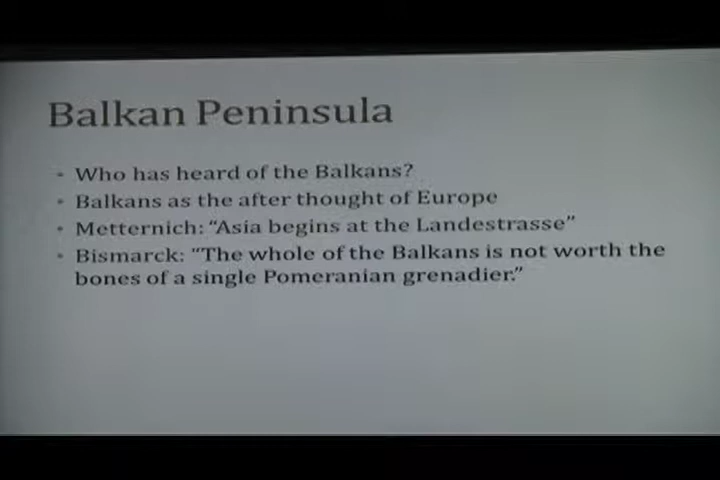 Balkan Peninsula
• Who has heard of the Balkans?
• Balkans as the after thought of Europe
• Metternich: “Asia begins at the Landestrasse”
• Bismarck: “The whole of the Balkans is not worth the
bones of a single Pomeranian grenadier.”